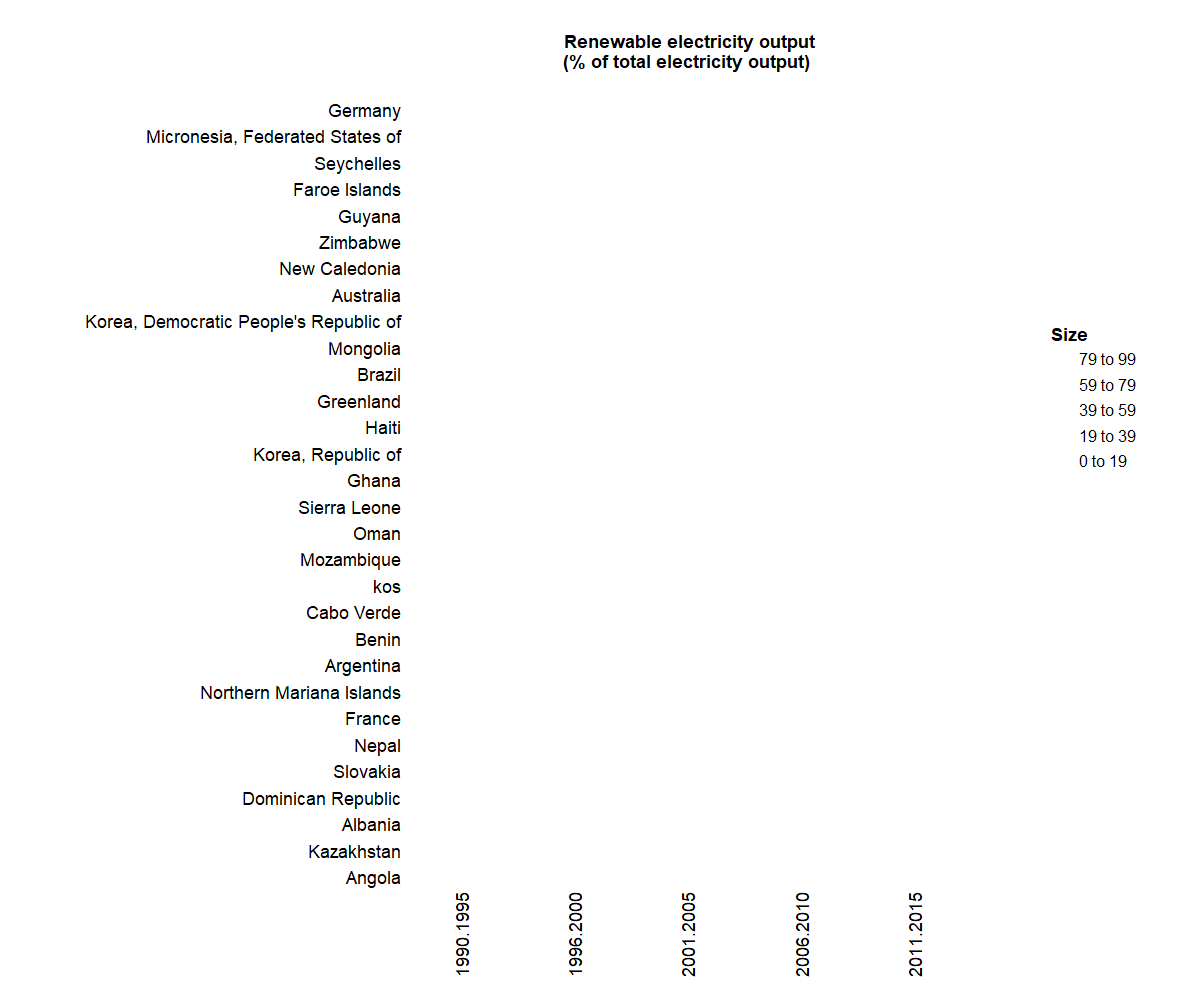 Renewable electricity output
(% of total electricity output)
Germany
Micronesia, Federated States of
Seychelles
Faroe Islands
Guyana
Zimbabwe
New Caledonia
Australia
Korea, Democratic People's Republic of
Mongolia
Brazil
Greenland
Haiti
Korea, Republic of
Ghana
Sierra Leone
Oman
Mozambique
kos
Cabo Verde
Benin
Argentina
Northern Mariana Islands
France
Nepal
Slovakia
Dominican Republic
Albania
Kazakhstan
Angola
1990.1995
1996.2000
2001.2005
2006.2010
2011.2015
Size
79 to 99
59 to 79
39 to 59
19 to 39
0 to 19